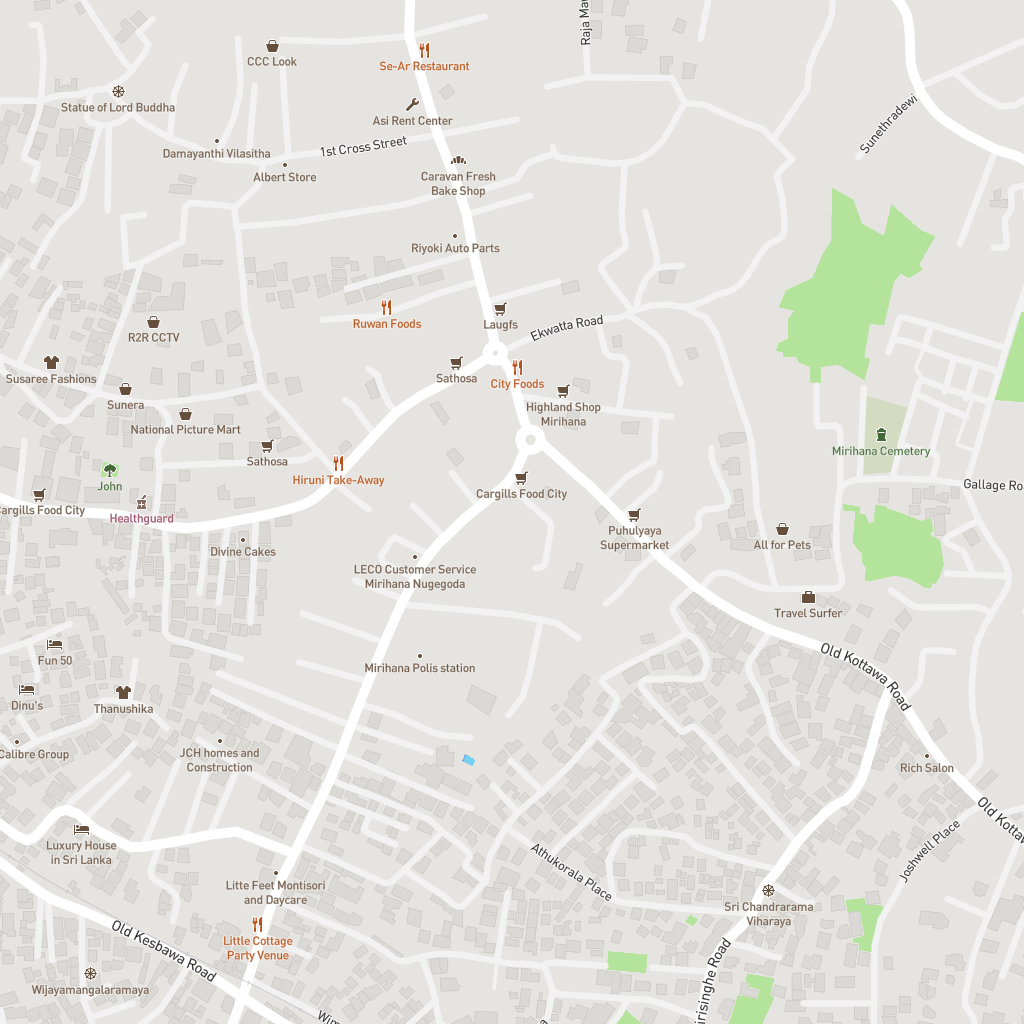 Raja Mau
CCC Look
Se-Ar Restaurant
Statue of Lord Buddha
Asi Rent Center
Sunethradewi
1st Cross Street
Damayanthi Vilasitha
Albert Store
Caravan Fresh
Bake Shop
Riyoki Auto Parts
Ruwan Foods
Laugfs
Ekwatta Road
R2R CCTV
Susaree Fashions
Sathosa
City Foods
Sunera
Highland Shop
Mirihana
National Picture Mart
Mirihana Cemetery
Sathosa
Hiruni Take-Away
John
Cargills Food City
Gallage Roa
Cargills Food City
Healthguard
Puhulyaya
Supermarket
All for Pets
Divine Cakes
LECO Customer Service
Mirihana Nugegoda
Travel Surfer
Old Kottawa Road
Fun 50
Mirihana Polis station
Dinu's
Thanushika
Calibre Group
JCH homes and
Construction
Rich Salon
Old Kottawa
Luxury House
in Sri Lanka
Joshwell Place
Athukorala Place
Litte Feet Montisori
and Daycare
Sri Chandrarama
Viharaya
Little Cottage
Party Venue
Old Kesbawa Road
Wijayamangalaramaya
irisinghe Road